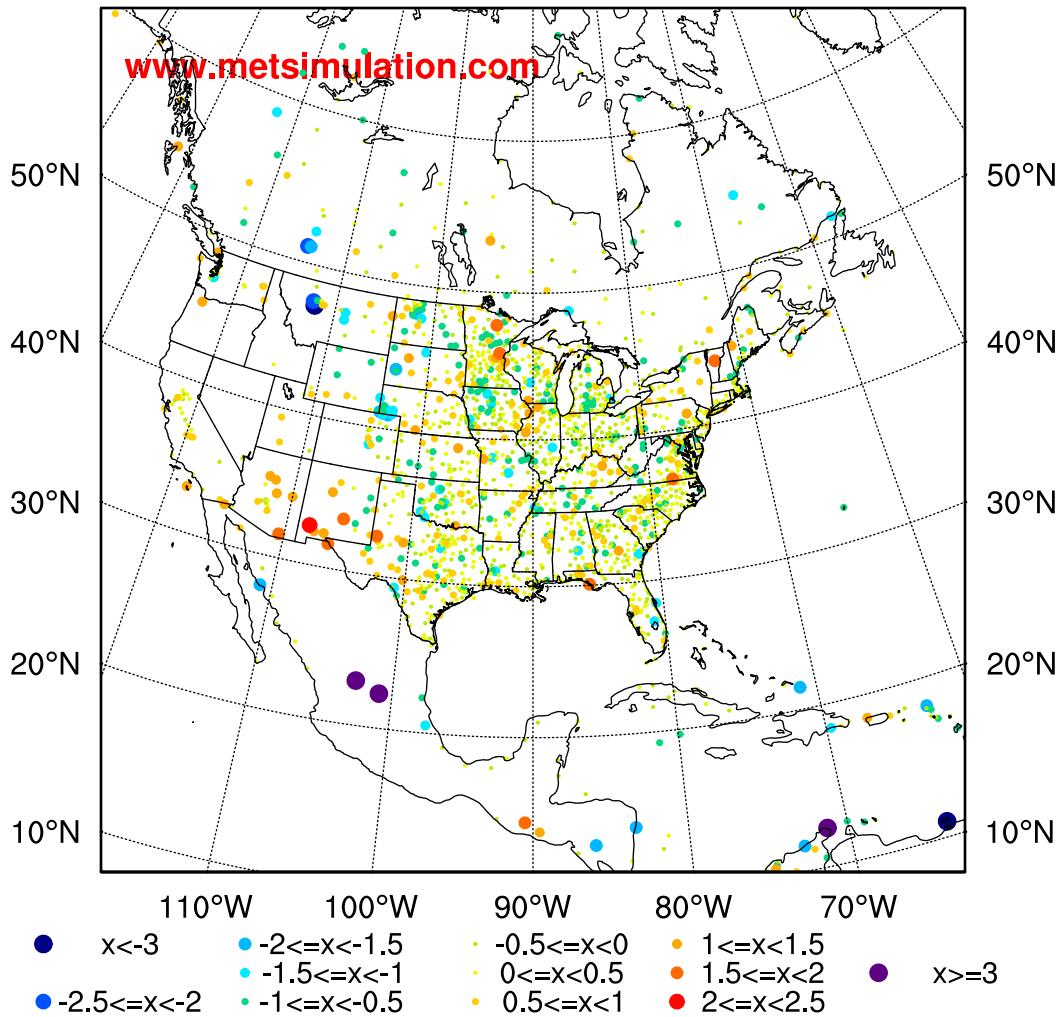 www.metsimulation.com
50°N 50°N
40°N 40°N
30°N 30°N
20°N 20°N
10°N 10°N
110°W 100°W 90°W 80°W 70°W
x<-3 -2<=x<-1.5 -0.5<=x<0 1<=x<1.5
-1.5<=x<-1 0<=x<0.5 1.5<=x<2 x>=3
-2.5<=x<-2 -1<=x<-0.5 0.5<=x<1 2<=x<2.5